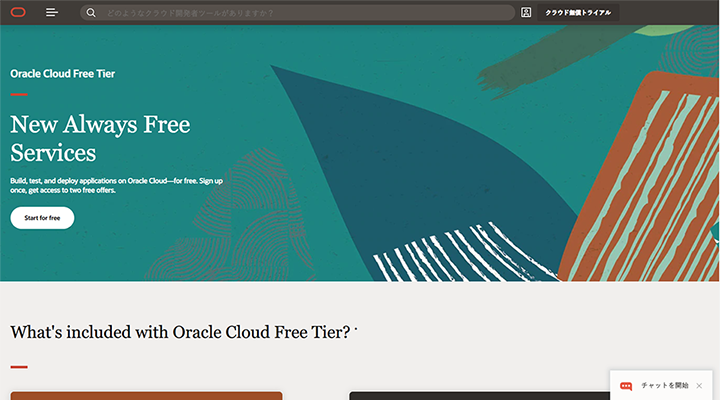 どのようなクラウド開発者ツールがありますか？
クラウド無償トライアル
Oracle Cloud Free Tier
New Always Free
Services
Build, test, and deploy applications on Oracle Cloud—for free. Sign up
once, get access to two free offers.
Start for free
What's included with Oracle Cloud Free Tier?
チャットを開始